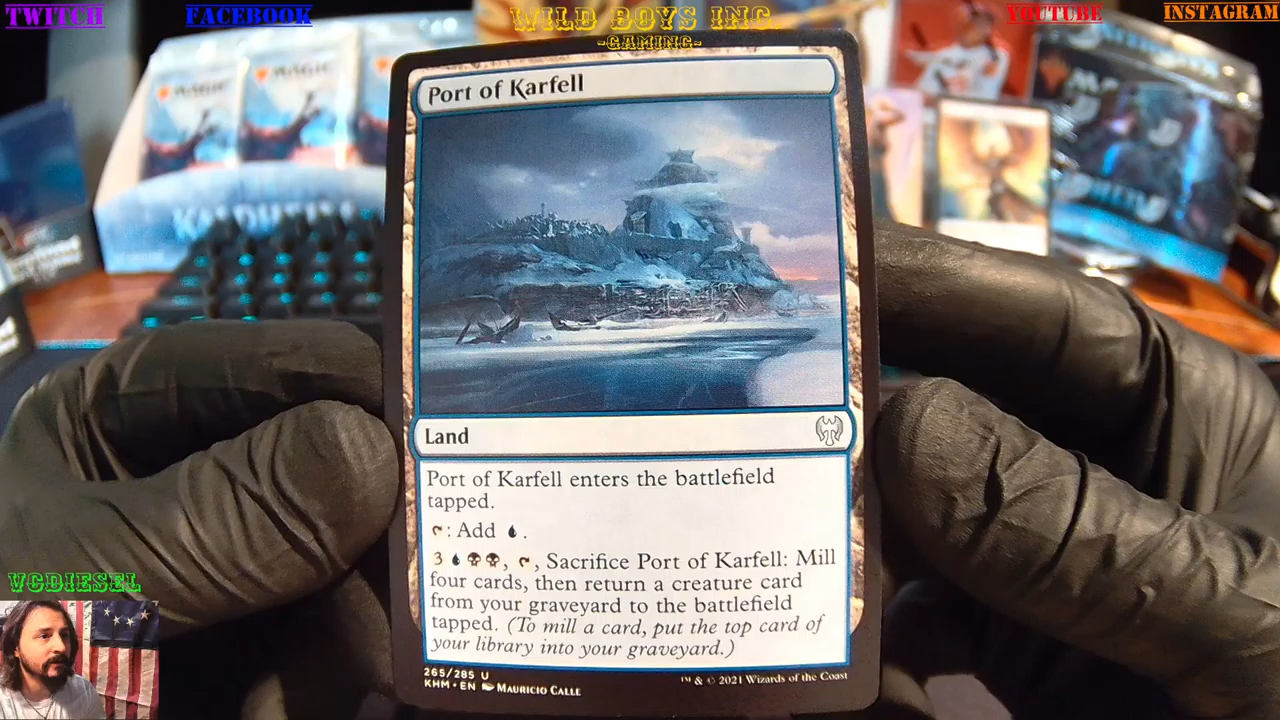 TWITCH
FACEBOOK
WILD BOYS INC.
-GAMING-
YOUTUBE
INSTAGRAM
MAGIC
KALDHEIM
Port of Karfell
Land
Port of Karfell enters the battlefield
tapped.
: Add .
3 , , Sacrifice Port of Karfell: Mill
four cards, then return a creature card
from your graveyard to the battlefield
tapped. (To mill a card, put the top card of
your library into your graveyard.)
265/285 U
KHM • EN MAURICIO CALLE
™ & © 2021 Wizards of the Coast
VGDIESEL